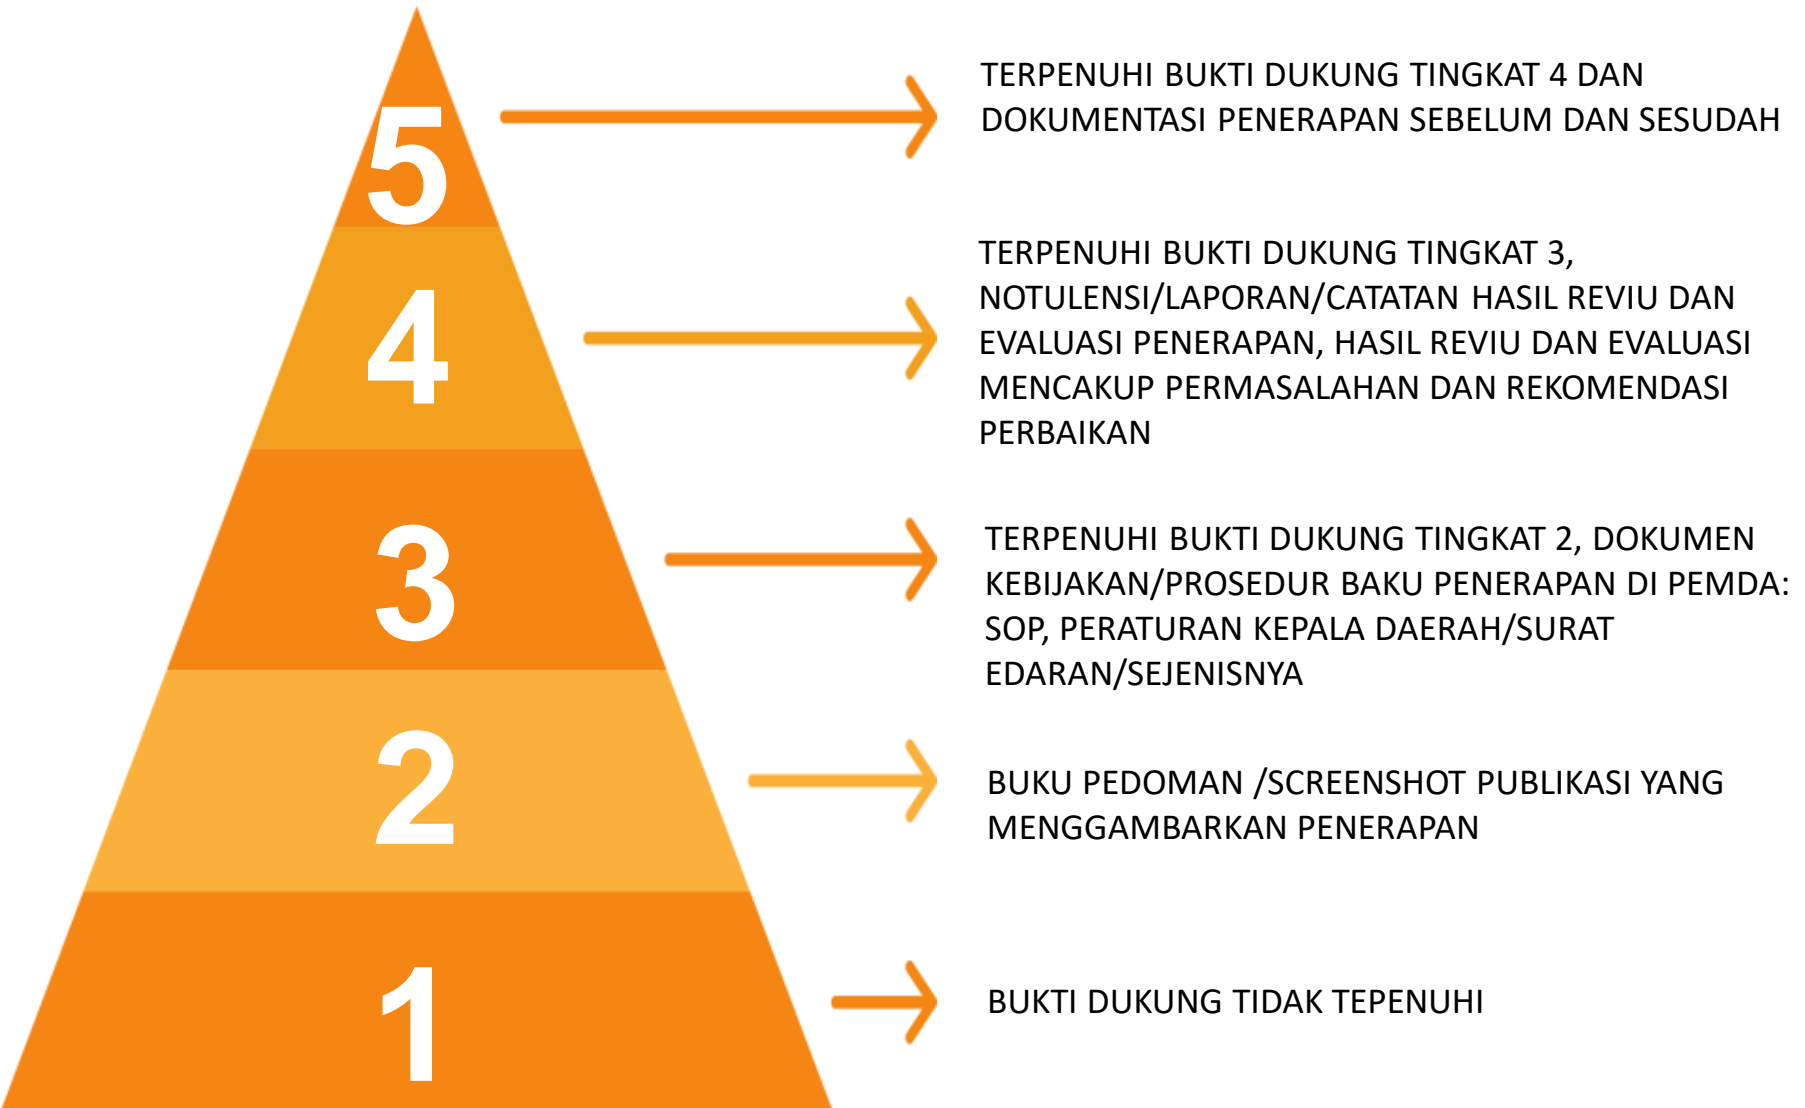 5
TERPENUHI BUKTI DUKUNG TINGKAT 4 DAN
DOKUMENTASI PENERAPAN SEBELUM DAN SESUDAH
4
TERPENUHI BUKTI DUKUNG TINGKAT 3,
NOTULENSI/LAPORAN/CATATAN HASIL REVIU DAN
EVALUASI PENERAPAN, HASIL REVIU DAN EVALUASI
MENCAKUP PERMASALAHAN DAN REKOMENDASI
PERBAIKAN
3
TERPENUHI BUKTI DUKUNG TINGKAT 2, DOKUMEN
KEBIJAKAN/PROSEDUR BAKU PENERAPAN DI PEMDA:
SOP, PERATURAN KEPALA DAERAH/SURAT
EDARAN/SEJENISNYA
2
BUKU PEDOMAN /SCREENSHOT PUBLIKASI YANG
MENGGAMBARKAN PENERAPAN
1
BUKTI DUKUNG TIDAK TEPENUHI